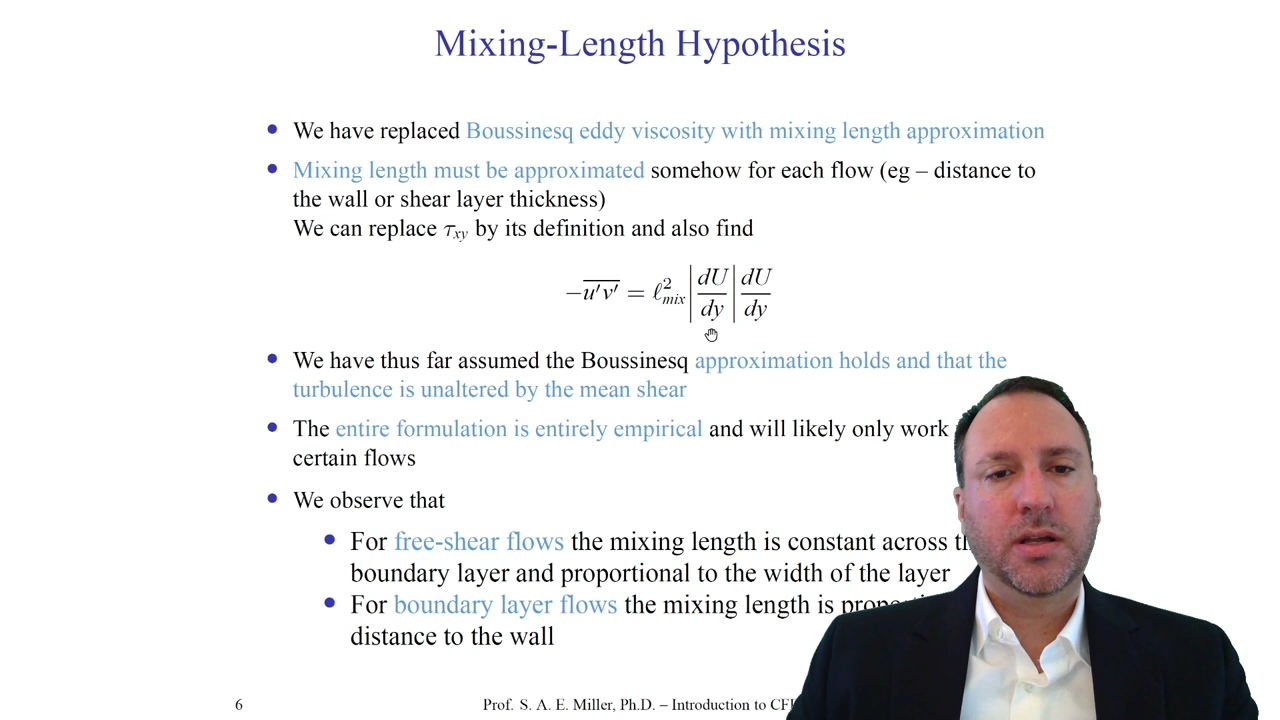 Mixing-Length Hypothesis
• We have replaced Boussinesq eddy viscosity with mixing length approximation
• Mixing length must be approximated somehow for each flow (eg – distance to
the wall or shear layer thickness)
We can replace τ_xy by its definition and also find
−\overline{u'v'} = ℓ²_mix |dU/dy| dU/dy
• We have thus far assumed the Boussinesq approximation holds and that the
turbulence is unaltered by the mean shear
• The entire formulation is entirely empirical and will likely only work
certain flows
• We observe that
• For free-shear flows the mixing length is constant across
boundary layer and proportional to the width of the layer
• For boundary layer flows the mixing length is
distance to the wall
6
Prof. S. A. E. Miller, Ph.D. – Introduction to